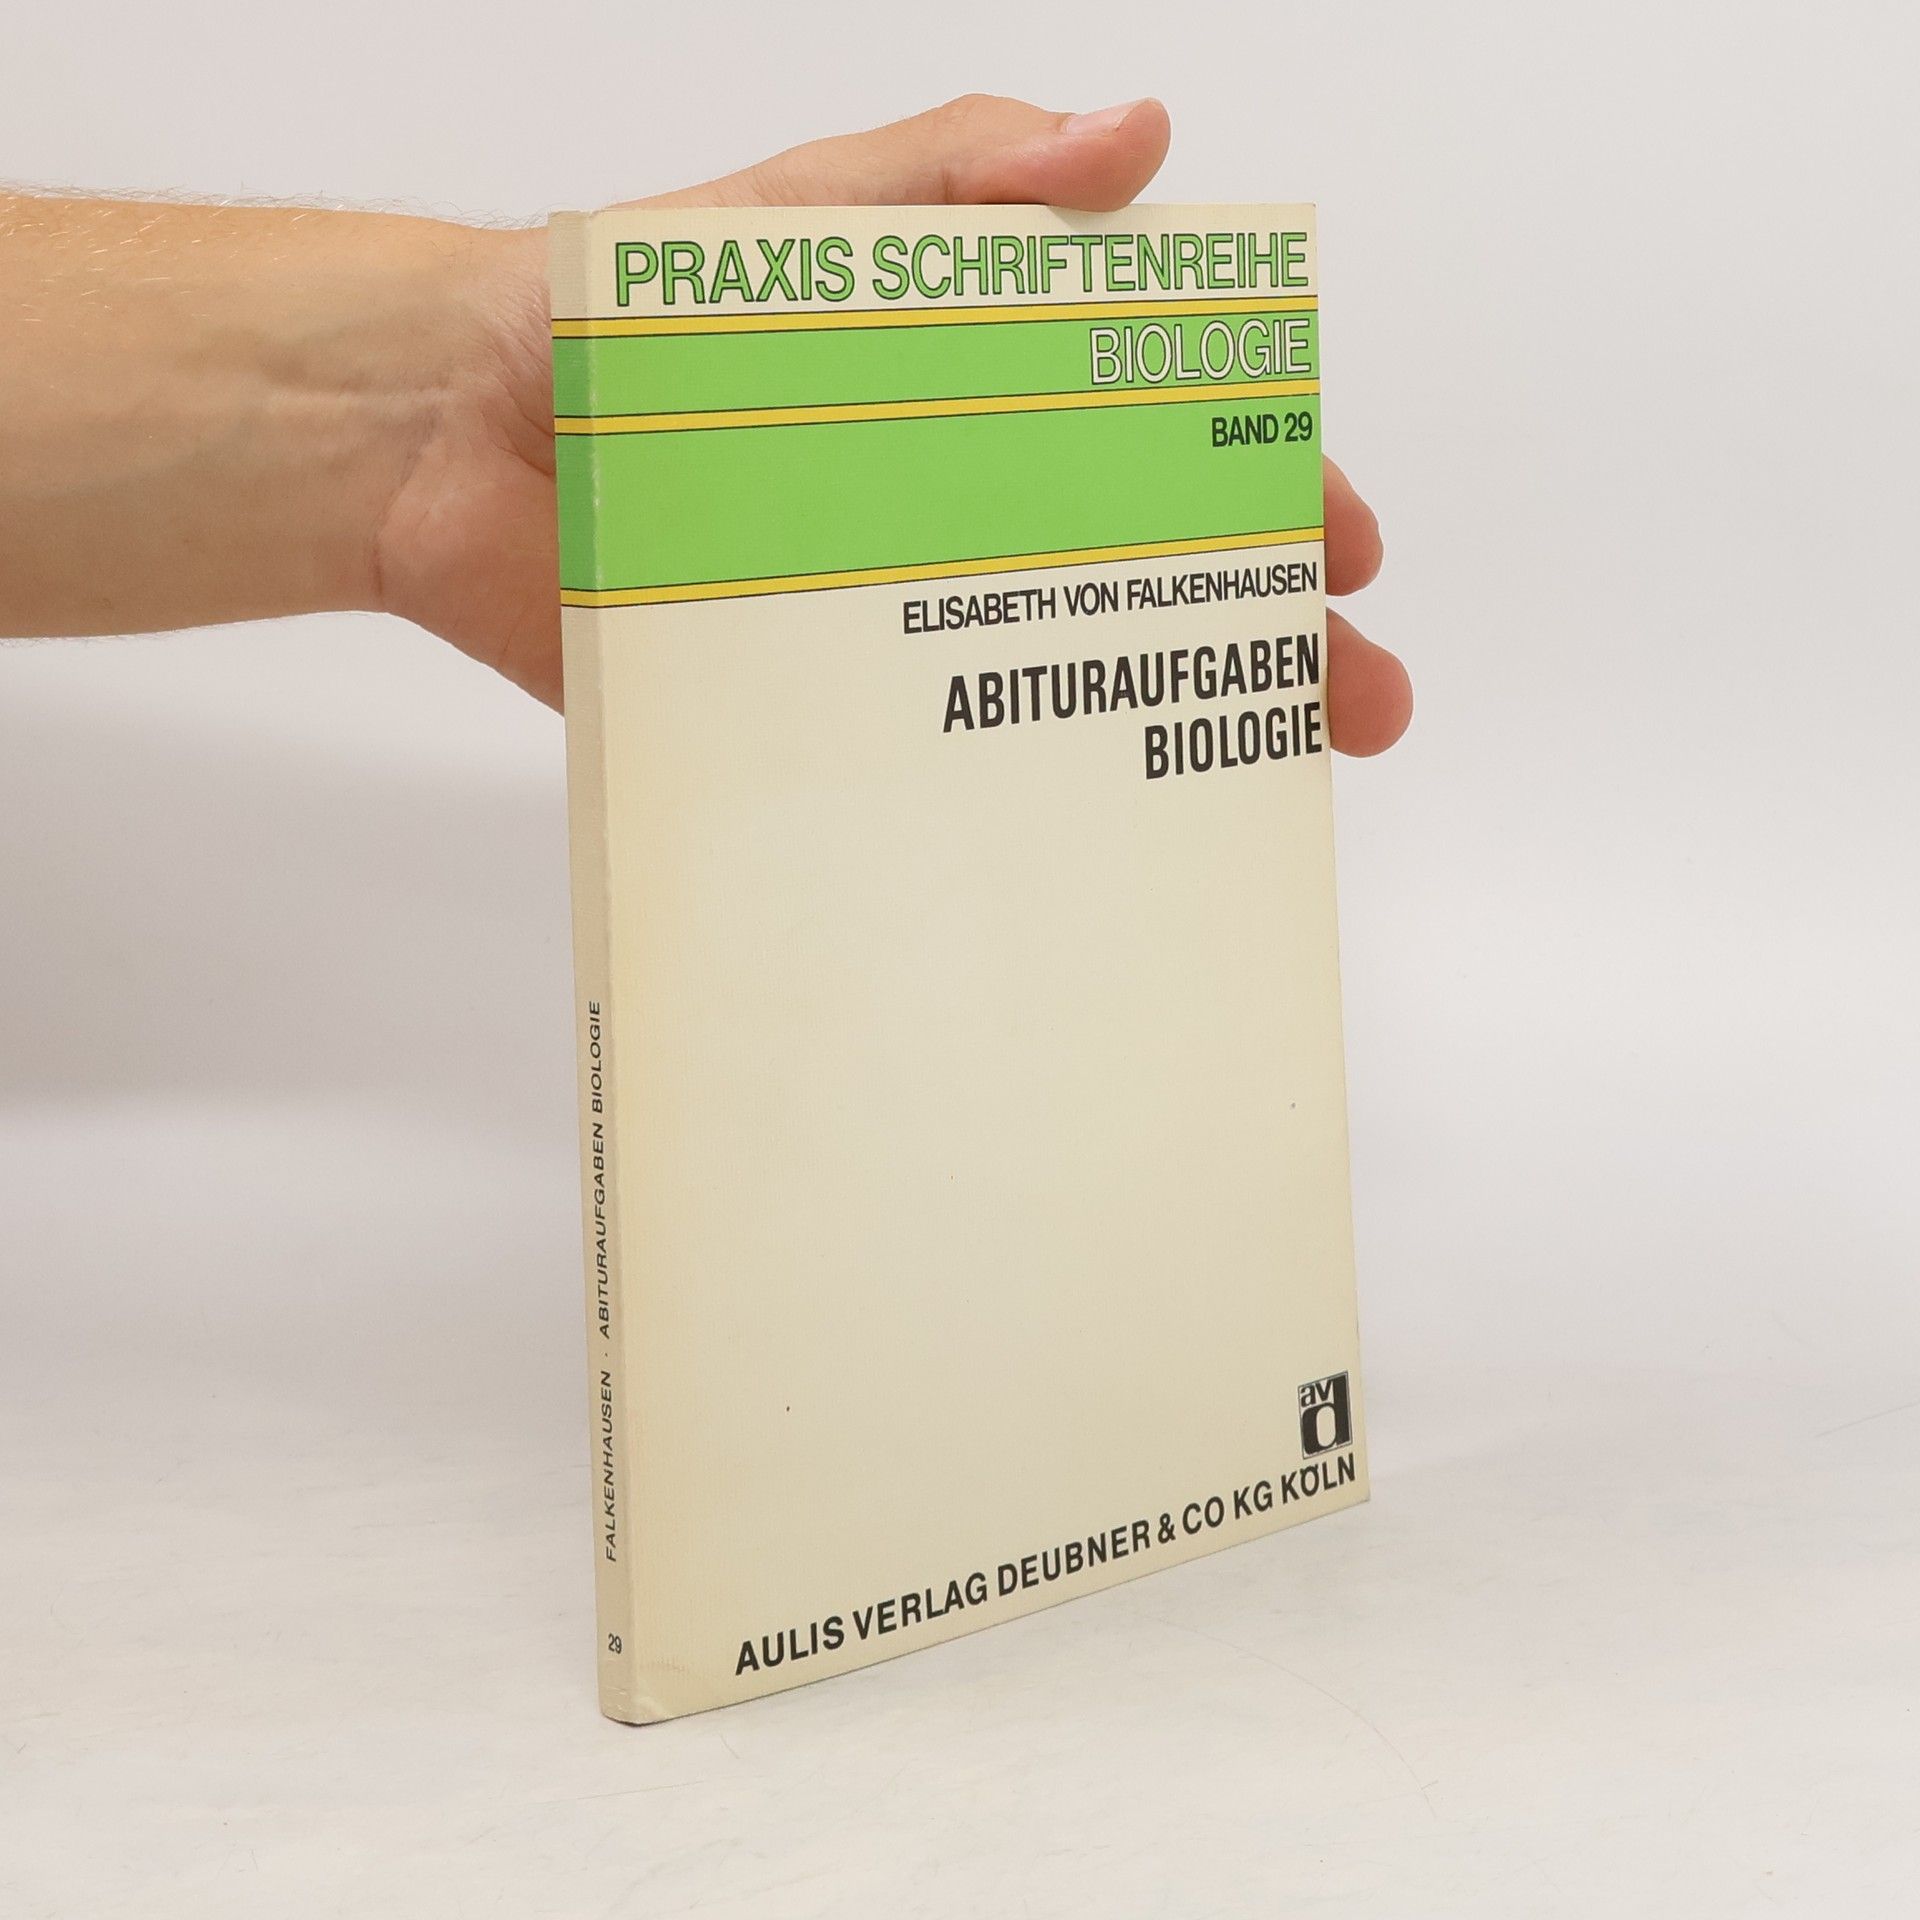 PRAXIS SCHRIFTENREIHE
BIOLOGIE
BAND 29
ELISABETH VON FALKENHAUSEN
ABITURAUFGABEN
BIOLOGIE
avd
AULIS VERLAG DEUBNER & CO KG KÖLN
FALKENHAUSEN · ABITURAUFGABEN BIOLOGIE
29